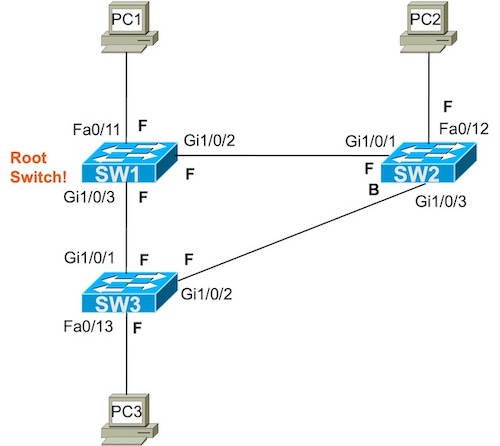 PC1
PC2
F
Fa0/11
F
Fa0/12
Gi1/0/2
Gi1/0/1
Root
Switch!
SW1
F
F
SW2
B
Gi1/0/3
F
Gi1/0/3
Gi1/0/1
F
F
SW3
Gi1/0/2
Fa0/13
F
PC3